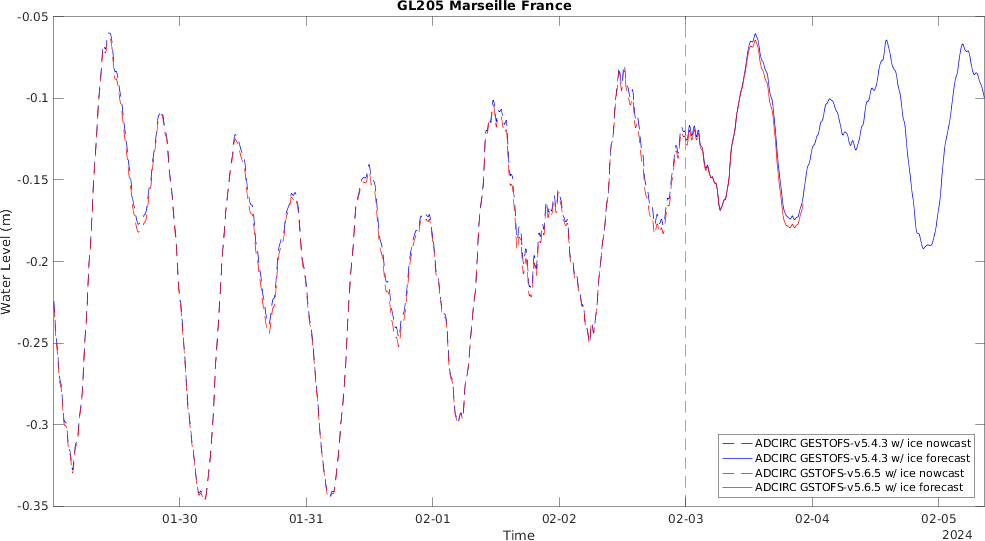 GL205 Marseille France
-0.05
-0.1
-0.15
-0.2
-0.25
-0.3
-0.35
Water Level (m)
01-30
01-31
02-01
02-02
02-03
02-04
02-05
Time
2024
ADCIRC GESTOFS-v5.4.3 w/ ice nowcast
ADCIRC GESTOFS-v5.4.3 w/ ice forecast
ADCIRC GSTOFS-v5.6.5 w/ ice nowcast
ADCIRC GSTOFS-v5.6.5 w/ ice forecast